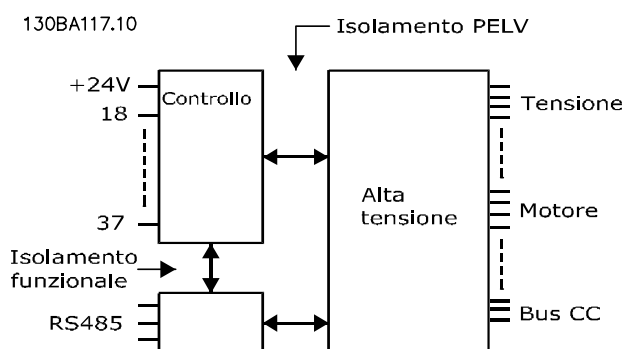 130BA117.10
Isolamento PELV
+24V
Controllo
18
Tensione
Alta
tensione
Motore
37
Isolamento
funzionale
RS485
Bus CC